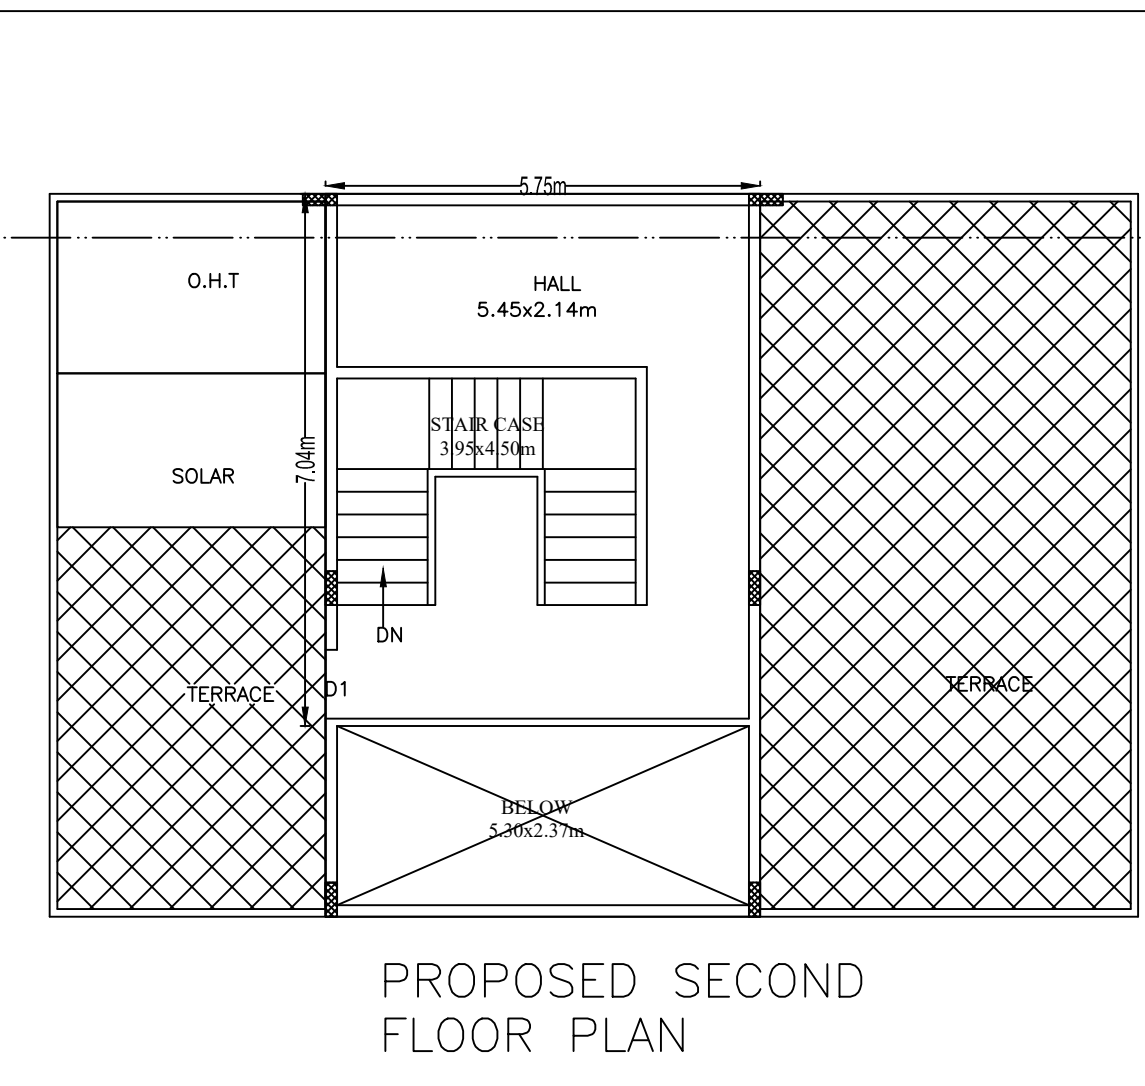 5.75m
O.H.T
HALL
5.45x2.14m
STAIR CASE
3.95x4.50m
7.04m
SOLAR
DN
D1
TERRACE
TERRACE
BELOW
5.30x2.37m
PROPOSED SECOND
FLOOR PLAN